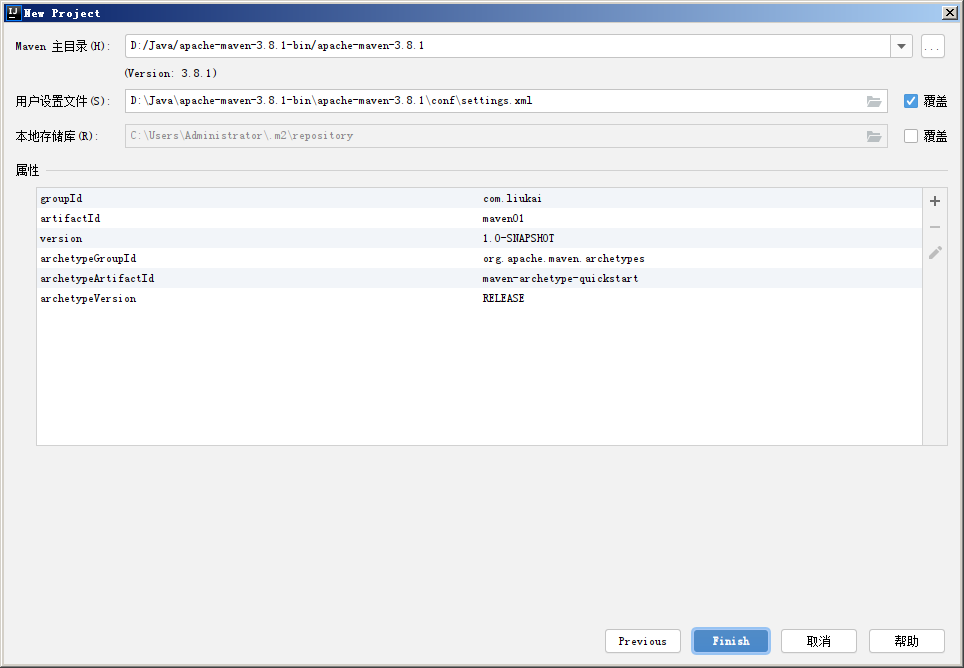 New Project
Maven 主目录(H): D:/Java/apache-maven-3.8.1-bin/apache-maven-3.8.1 ...
(Version: 3.8.1)
用户设置文件(S): D:\Java\apache-maven-3.8.1-bin\apache-maven-3.8.1\conf\settings.xml 覆盖
本地存储库(R): C:\Users\Administrator\.m2\repository 覆盖
属性
groupId com.liukai
artifactId maven01
version 1.0-SNAPSHOT
archetypeGroupId org.apache.maven.archetypes
archetypeArtifactId maven-archetype-quickstart
archetypeVersion RELEASE
Previous Finish 取消 帮助